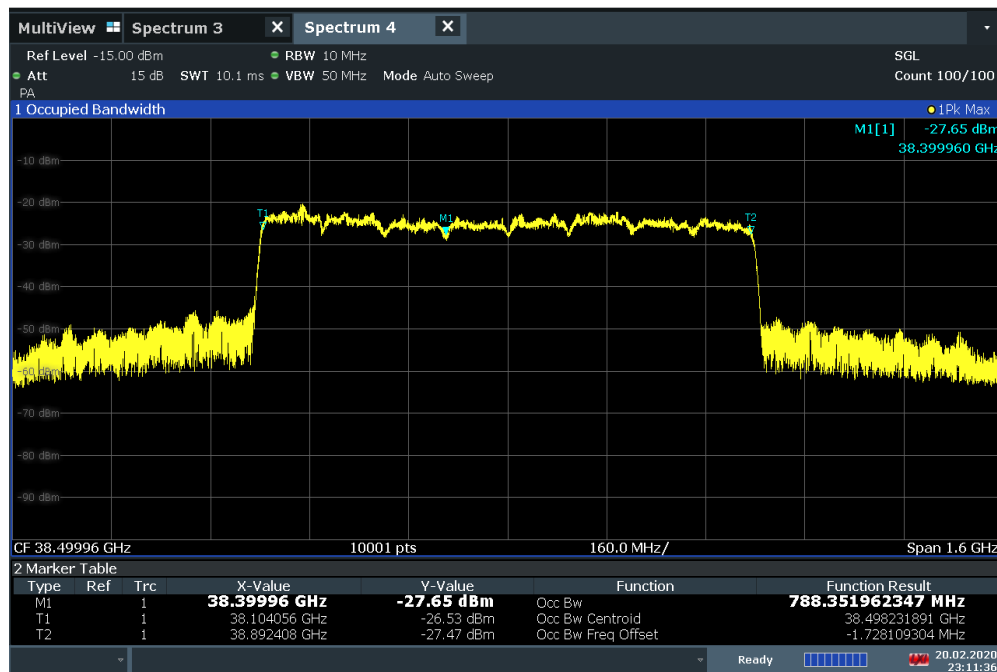 MultiView Spectrum 3 X Spectrum 4 X
Ref Level -15.00 dBm RBW 10 MHz SGL
Att 15 dB SWT 10.1 ms VBW 50 MHz Mode Auto Sweep Count 100/100
PA
1 Occupied Bandwidth 1Pk Max
M1[1] -27.65 dBm
38.399960 GHz
-10 dBm
-20 dBm
T1 M1 T2
-30 dBm
-40 dBm
-50 dBm
-60 dBm
-70 dBm
-80 dBm
-90 dBm
CF 38.49996 GHz 10001 pts 160.0 MHz/ Span 1.6 GHz
2 Marker Table
Type Ref Trc X-Value Y-Value Function Function Result
M1 1 38.39996 GHz -27.65 dBm Occ Bw 788.351962347 MHz
T1 1 38.104056 GHz -26.53 dBm Occ Bw Centroid 38.498231891 GHz
T2 1 38.892408 GHz -27.47 dBm Occ Bw Freq Offset -1.728109304 MHz
Ready 20.02.2020
23:11:36